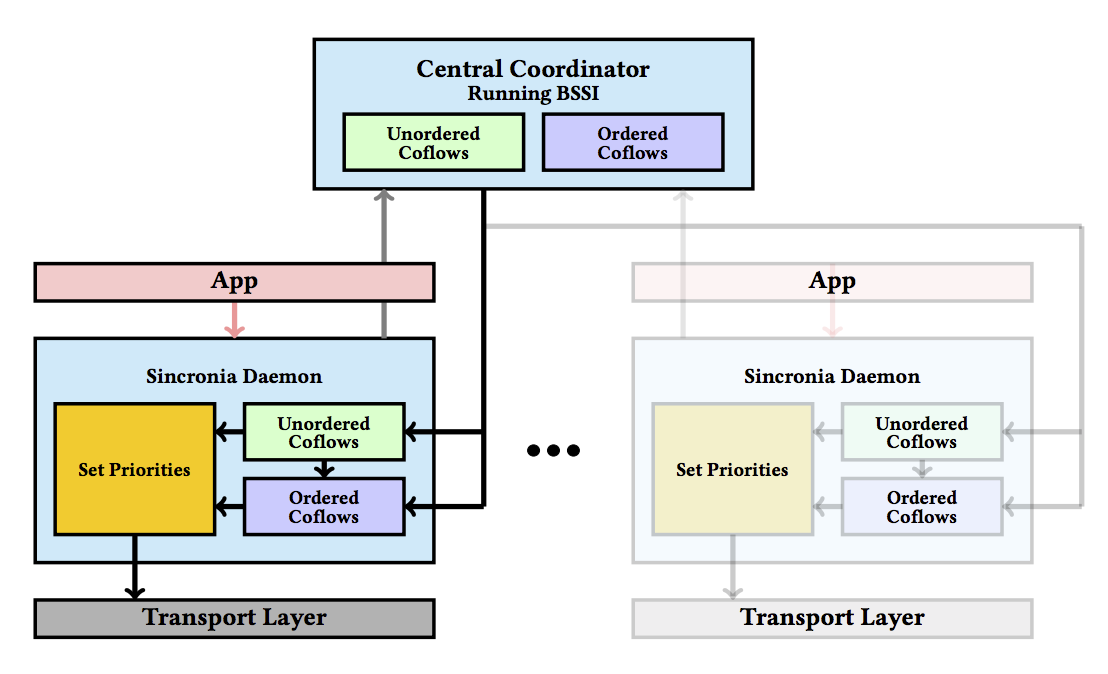 Central Coordinator
Running BSSI
Unordered
Coflows
Ordered
Coflows
App
Sincronia Daemon
Set Priorities
Unordered
Coflows
Ordered
Coflows
Transport Layer
App
Sincronia Daemon
Set Priorities
Unordered
Coflows
Ordered
Coflows
Transport Layer